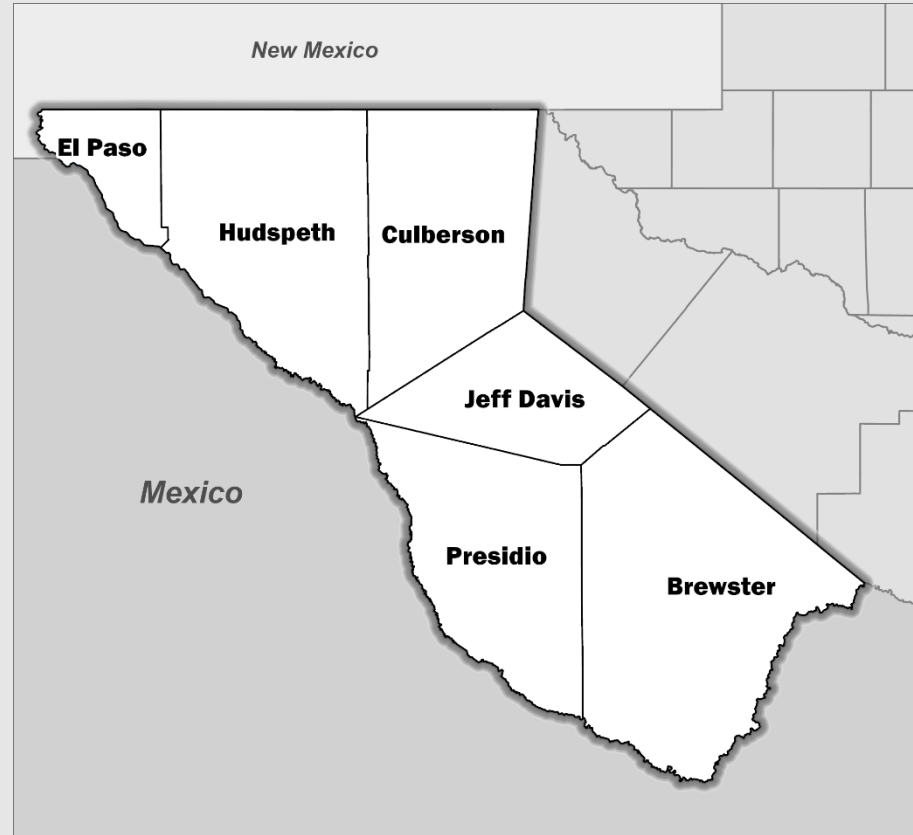 New Mexico
El Paso
Hudspeth
Culberson
Jeff Davis
Mexico
Presidio
Brewster